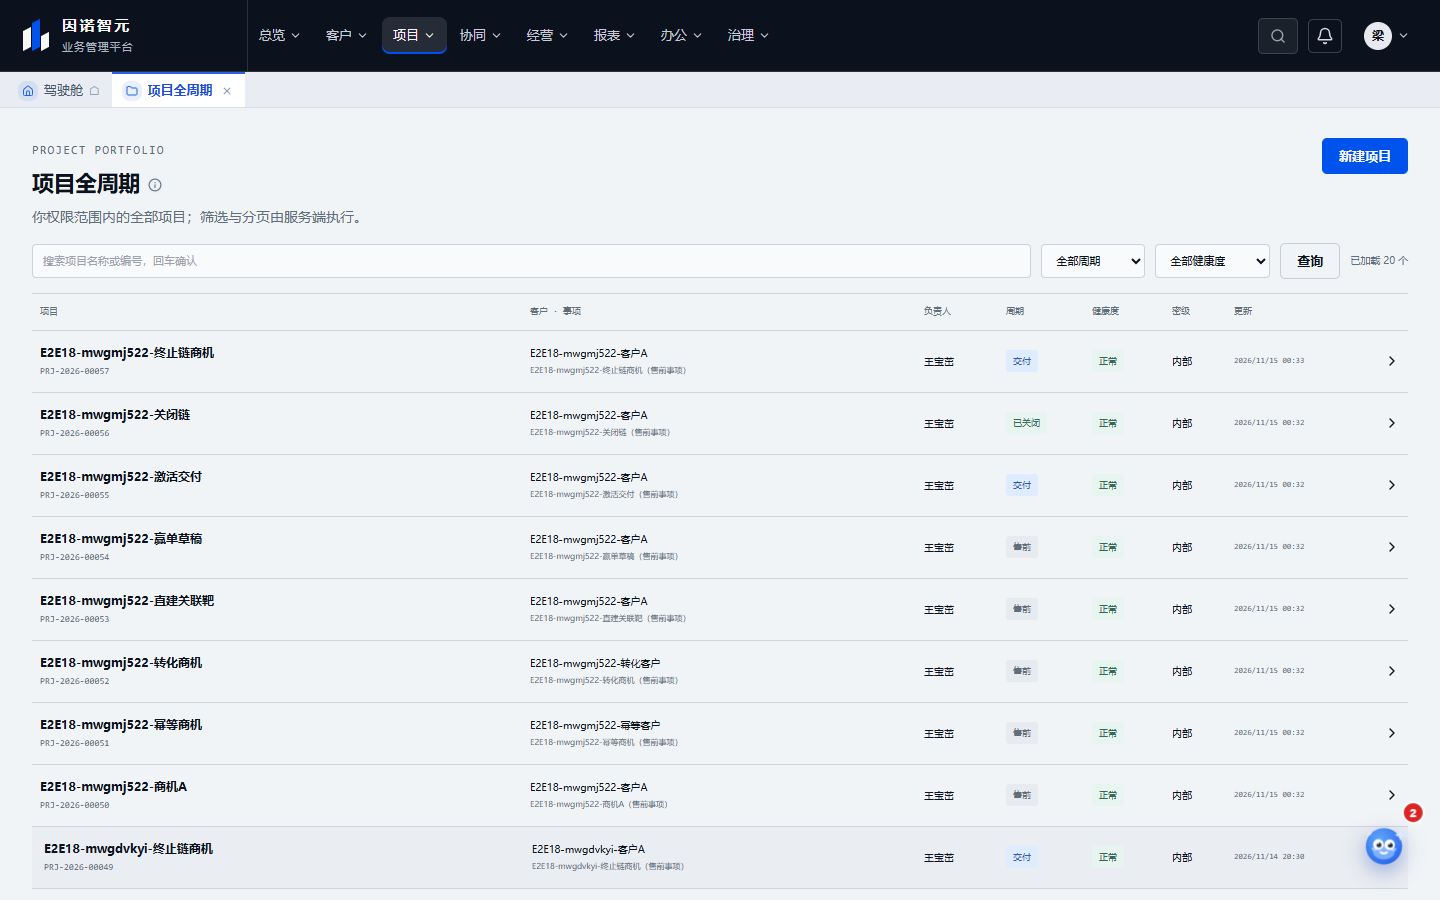 因诺智元
业务管理平台
总览 客户 项目 协同 经营 报表 办公 治理
梁
驾驶舱 项目全周期
PROJECT PORTFOLIO
项目全周期
你权限范围内的全部项目；筛选与分页由服务端执行。
新建项目
搜索项目名称或编号，回车确认 全部周期 全部健康度 查询 已加载 20 个
项目 客户 · 事项 负责人 周期 健康度 密级 更新
E2E18-mwgmj522-终止链商机 E2E18-mwgmj522-客户A 王宝茁 交付 正常 内部 2026/11/15 00:33
PRJ-2026-00057 E2E18-mwgmj522-终止链商机（售前事项）
E2E18-mwgmj522-关闭链 E2E18-mwgmj522-客户A 王宝茁 已关闭 正常 内部 2026/11/15 00:32
PRJ-2026-00056 E2E18-mwgmj522-关闭链（售前事项）
E2E18-mwgmj522-激活交付 E2E18-mwgmj522-客户A 王宝茁 交付 正常 内部 2026/11/15 00:32
PRJ-2026-00055 E2E18-mwgmj522-激活交付（售前事项）
E2E18-mwgmj522-赢单草稿 E2E18-mwgmj522-客户A 王宝茁 售前 正常 内部 2026/11/15 00:32
PRJ-2026-00054 E2E18-mwgmj522-赢单草稿（售前事项）
E2E18-mwgmj522-直建关联靶 E2E18-mwgmj522-客户A 王宝茁 售前 正常 内部 2026/11/15 00:32
PRJ-2026-00053 E2E18-mwgmj522-直建关联靶（售前事项）
E2E18-mwgmj522-转化商机 E2E18-mwgmj522-转化客户 王宝茁 售前 正常 内部 2026/11/15 00:32
PRJ-2026-00052 E2E18-mwgmj522-转化商机（售前事项）
E2E18-mwgmj522-幂等商机 E2E18-mwgmj522-幂等客户 王宝茁 售前 正常 内部 2026/11/15 00:32
PRJ-2026-00051 E2E18-mwgmj522-幂等商机（售前事项）
E2E18-mwgmj522-商机A E2E18-mwgmj522-客户A 王宝茁 售前 正常 内部 2026/11/15 00:32
PRJ-2026-00050 E2E18-mwgmj522-商机A（售前事项）
2
E2E18-mwgdvkyi-终止链商机 E2E18-mwgdvkyi-客户A 王宝茁 交付 正常 内部 2026/11/14 20:30
PRJ-2026-00049 E2E18-mwgdvkyi-终止链商机（售前事项）